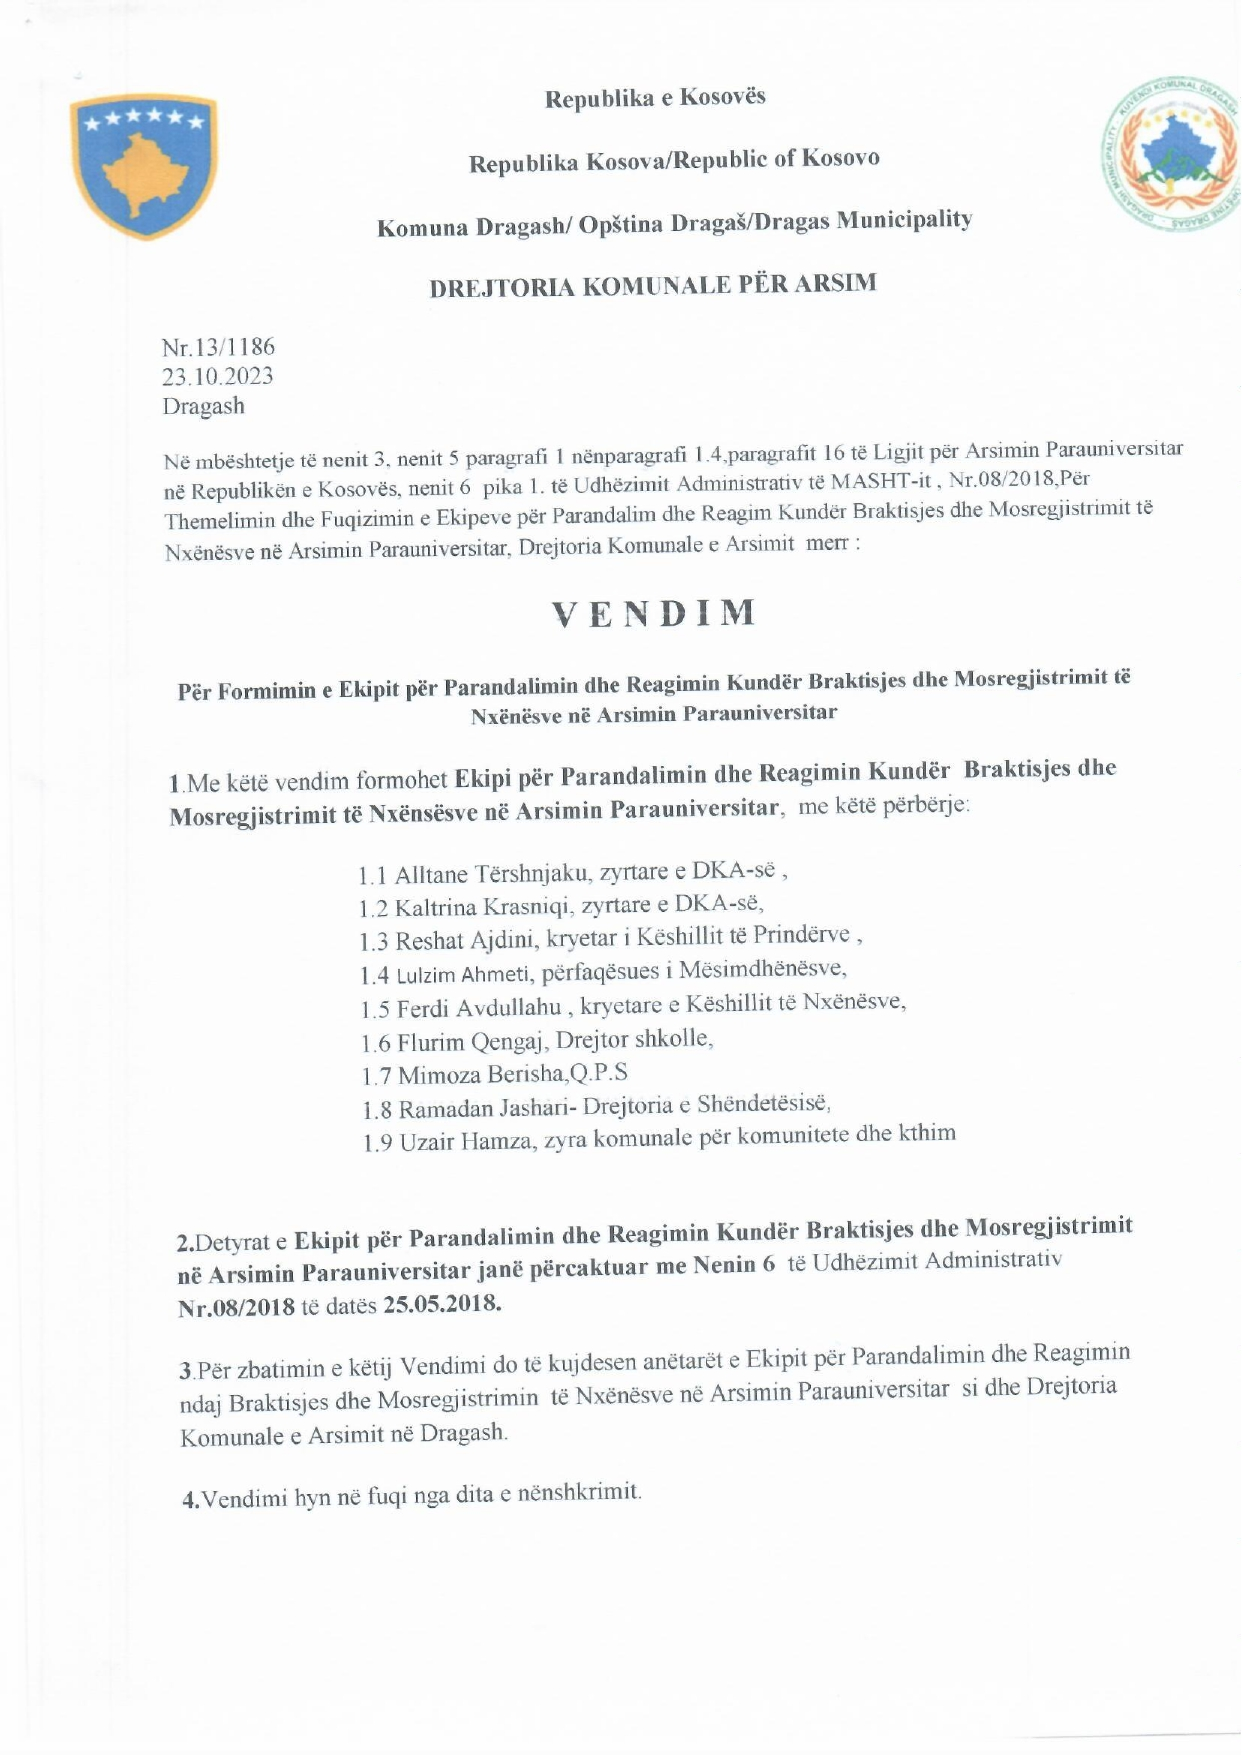 Republika e Kosovës
Republika Kosova/Republic of Kosovo
Komuna Dragash/ Opština Dragaš/Dragas Municipality
DREJTORIA KOMUNALE PËR ARSIM
Nr.13/1186
23.10.2023
Dragash
Në mbështetje të nenit 3, nenit 5 paragrafi 1 nënparagrafi 1.4,paragrafit 16 të Ligjit për Arsimin Parauniversitar
në Republikën e Kosovës, nenit 6 pika 1. të Udhëzimit Administrativ të MASHT-it , Nr.08/2018,Për
Themelimin dhe Fuqizimin e Ekipeve për Parandalim dhe Reagim Kundër Braktisjes dhe Mosregjistrimit të
Nxënësve në Arsimin Parauniversitar, Drejtoria Komunale e Arsimit merr :
V E N D I M
Për Formimin e Ekipit për Parandalimin dhe Reagimin Kundër Braktisjes dhe Mosregjistrimit të
Nxënësve në Arsimin Parauniversitar
1.Me këtë vendim formohet Ekipi për Parandalimin dhe Reagimin Kundër Braktisjes dhe
Mosregjistrimit të Nxënsësve në Arsimin Parauniversitar, me këtë përbërje:
1.1 Alltane Tërshnjaku, zyrtare e DKA-së ,
1.2 Kaltrina Krasniqi, zyrtare e DKA-së,
1.3 Reshat Ajdini, kryetar i Këshillit të Prindërve ,
1.4 Lulzim Ahmeti, përfaqësues i Mësimdhënësve,
1.5 Ferdi Avdullahu , kryetare e Këshillit të Nxënësve,
1.6 Flurim Qengaj, Drejtor shkolle,
1.7 Mimoza Berisha,Q.P.S
1.8 Ramadan Jashari- Drejtoria e Shëndetësisë,
1.9 Uzair Hamza, zyra komunale për komunitete dhe kthim
2.Detyrat e Ekipit për Parandalimin dhe Reagimin Kundër Braktisjes dhe Mosregjistrimit
në Arsimin Parauniversitar janë përcaktuar me Nenin 6 të Udhëzimit Administrativ
Nr.08/2018 të datës 25.05.2018.
3.Për zbatimin e këtij Vendimi do të kujdesen anëtarët e Ekipit për Parandalimin dhe Reagimin
ndaj Braktisjes dhe Mosregjistrimin të Nxënësve në Arsimin Parauniversitar si dhe Drejtoria
Komunale e Arsimit në Dragash.
4.Vendimi hyn në fuqi nga dita e nënshkrimit.